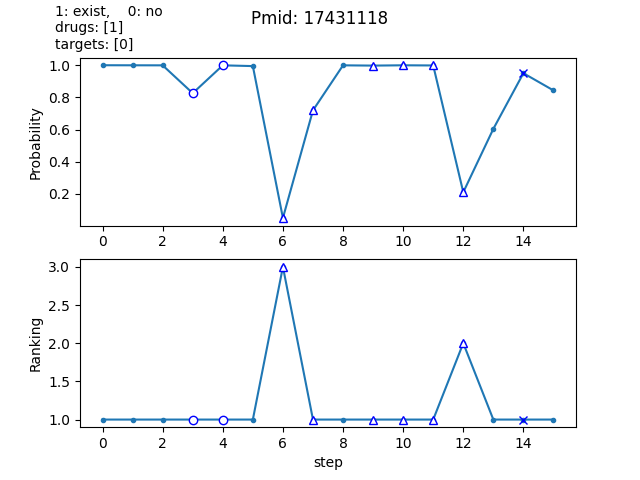 1: exist,    0: no
drugs: [1]
targets: [0]
Pmid: 17431118
1.0
0.8
0.6
0.4
0.2
Probability
0 2 4 6 8 10 12 14
3.0
2.5
2.0
1.5
1.0
Ranking
0 2 4 6 8 10 12 14
step